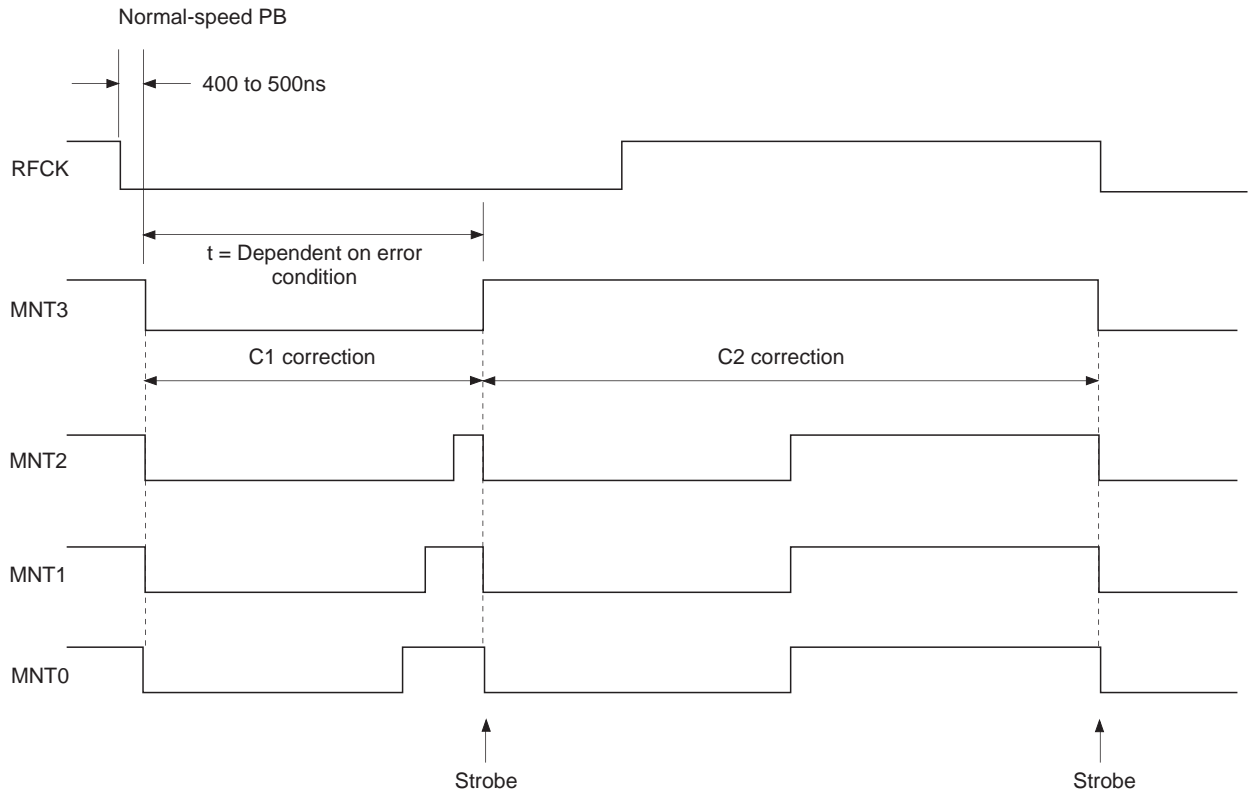 Normal-speed PB
400 to 500ns
RFCK
t = Dependent on error
condition
MNT3
C1 correction
C2 correction
MNT2
MNT1
MNT0
Strobe
Strobe